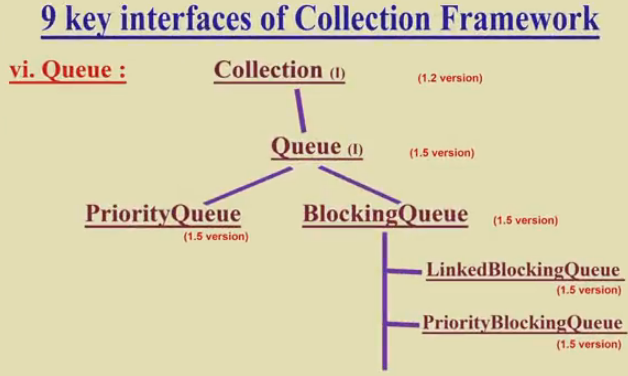 9 key interfaces of Collection Framework
vi. Queue : Collection (I) (1.2 version)
Queue (I) (1.5 version)
PriorityQueue BlockingQueue (1.5 version)
(1.5 version)
LinkedBlockingQueue
(1.5 version)
PriorityBlockingQueue
(1.5 version)